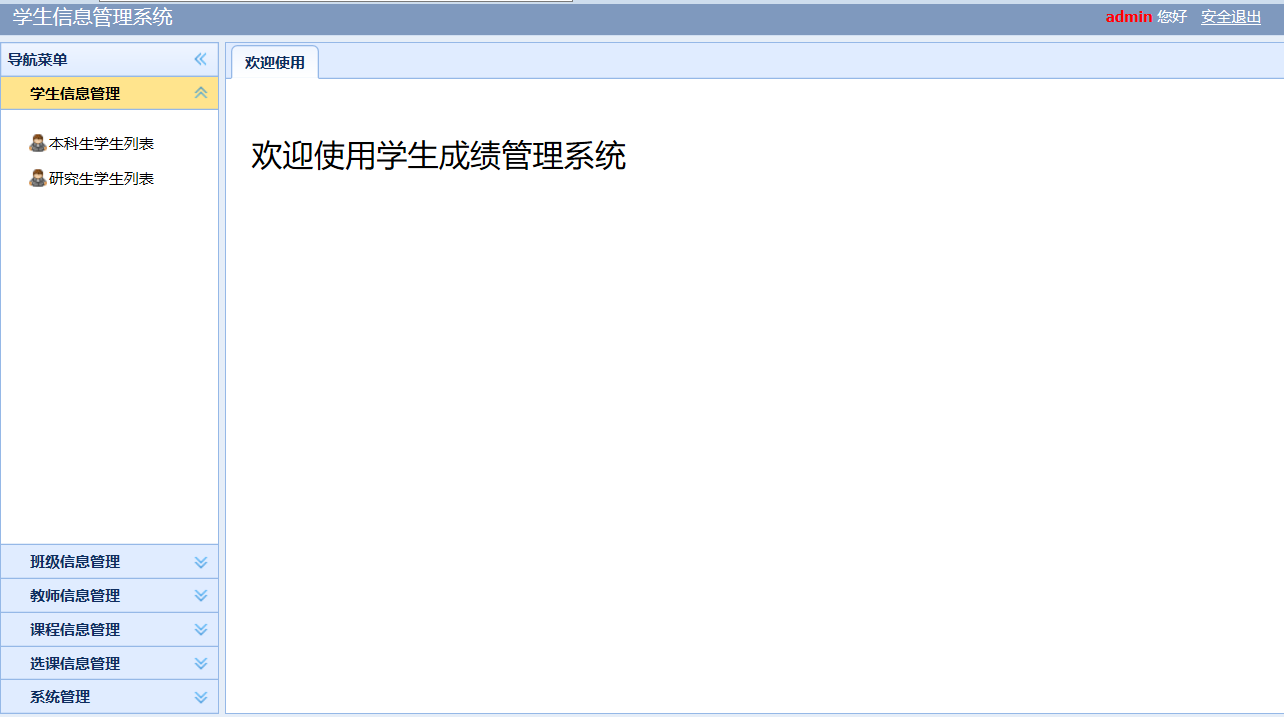 学生信息管理系统
admin 您好 安全退出
导航菜单
欢迎使用
学生信息管理
本科生学生列表
研究生学生列表
欢迎使用学生成绩管理系统
班级信息管理
教师信息管理
课程信息管理
选课信息管理
系统管理